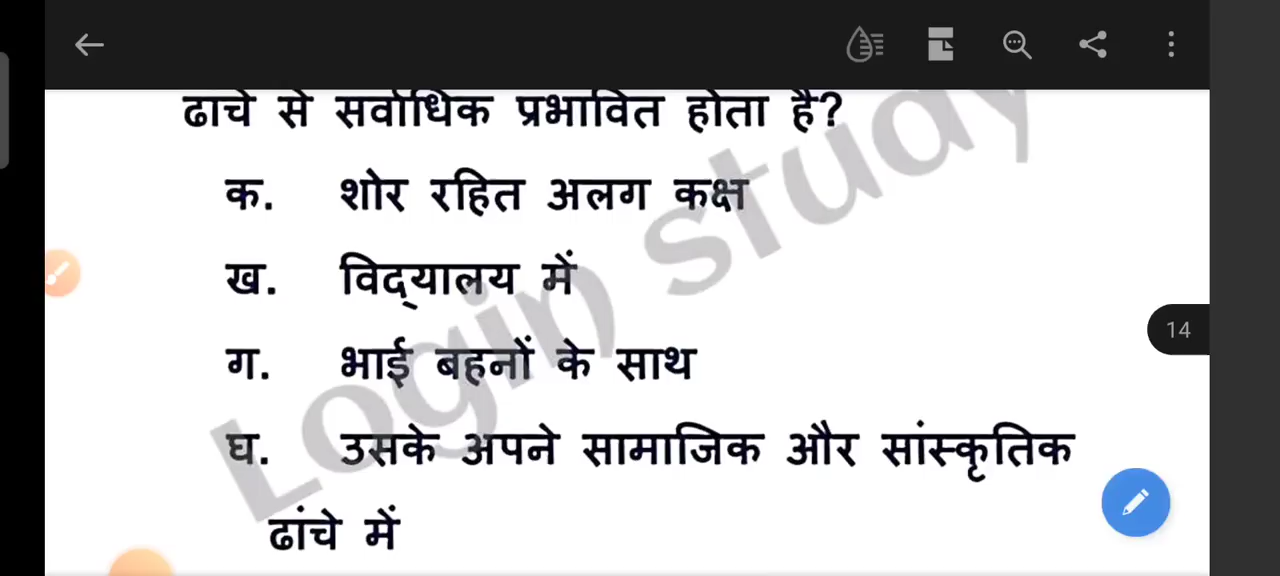 ढाचे से सर्वाधिक प्रभावित होता है?
क. शोर रहित अलग कक्ष
ख. विद्यालय में
ग. भाई बहनों के साथ
घ. उसके अपने सामाजिक और सांस्कृतिक
ढांचे में
14
Login study